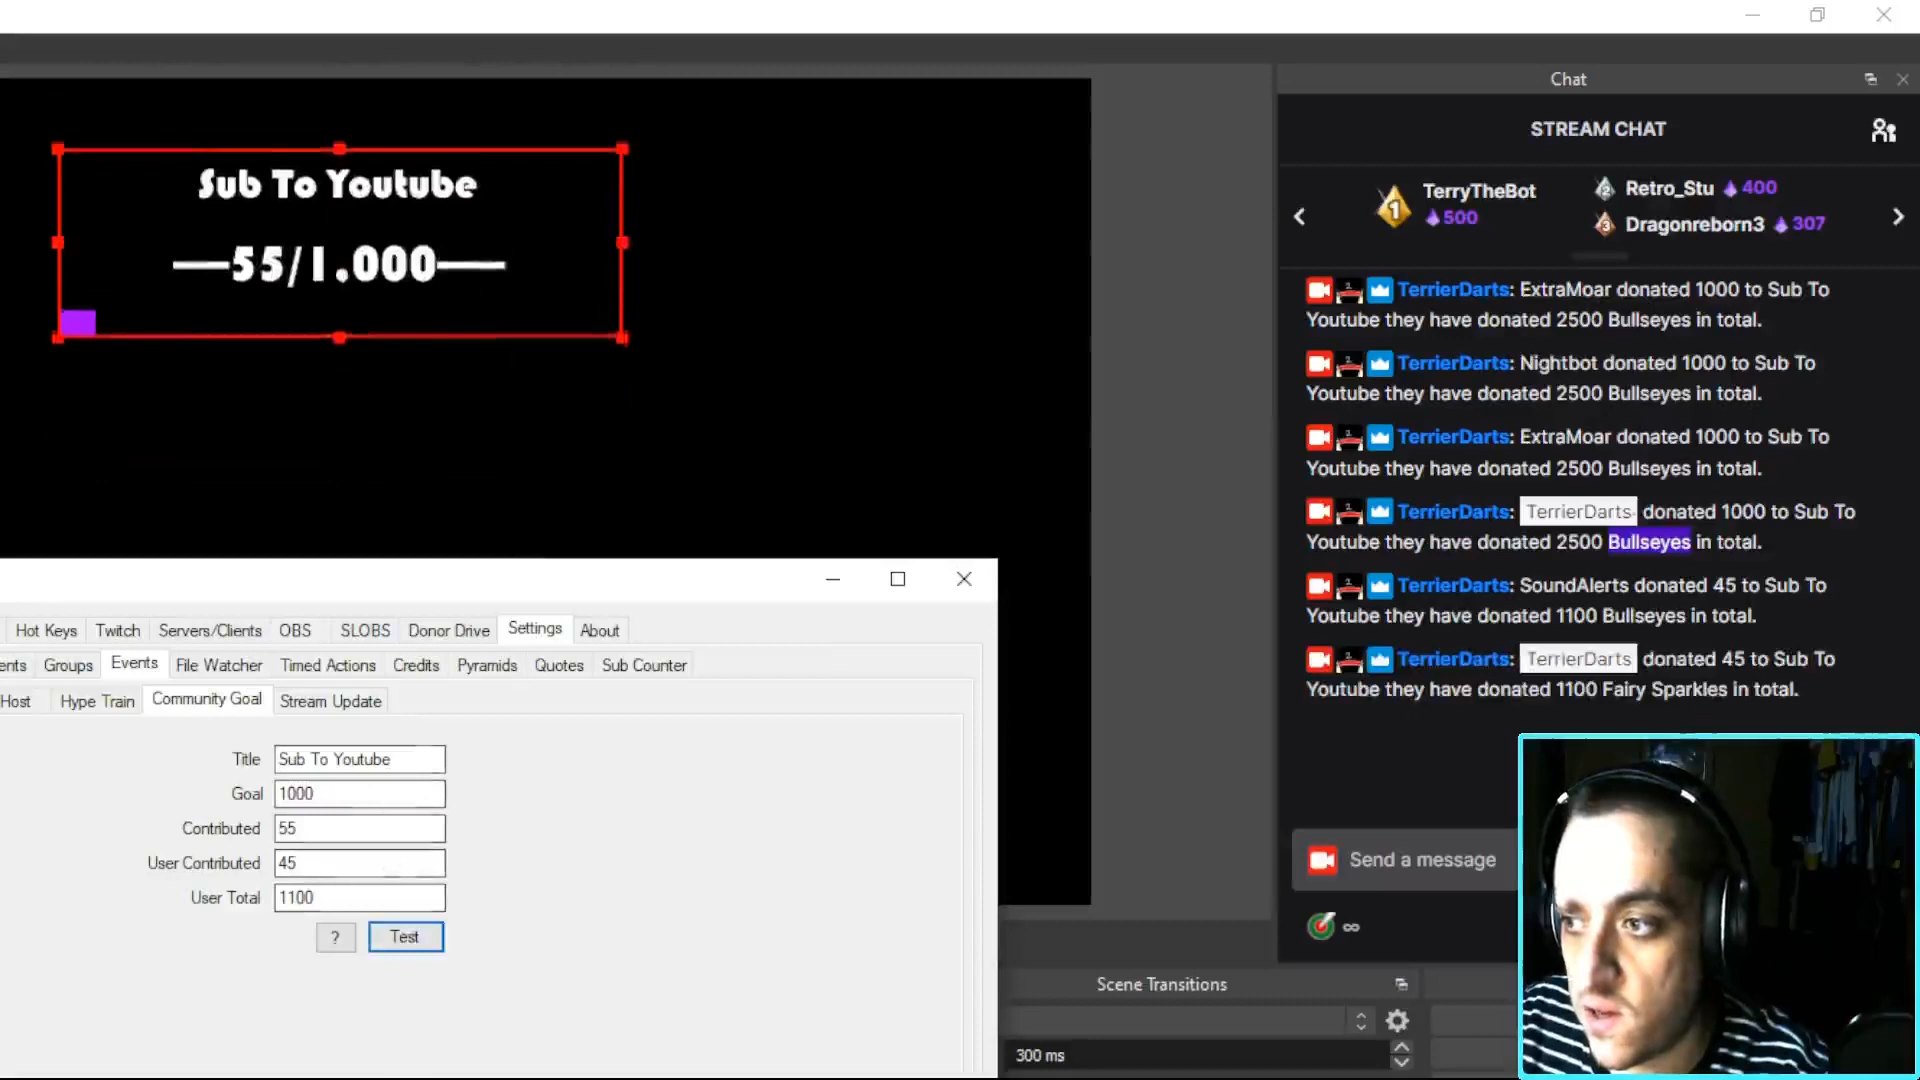 Chat
STREAM CHAT
1
TerryTheBot
500
2
Retro_Stu 400
3
Dragonreborn3 307
Sub To Youtube
55/1.000
TerrierDarts: ExtraMoar donated 1000 to Sub To
Youtube they have donated 2500 Bullseyes in total.
TerrierDarts: Nightbot donated 1000 to Sub To
Youtube they have donated 2500 Bullseyes in total.
TerrierDarts: ExtraMoar donated 1000 to Sub To
Youtube they have donated 2500 Bullseyes in total.
TerrierDarts: TerrierDarts donated 1000 to Sub To
Youtube they have donated 2500 Bullseyes in total.
TerrierDarts: SoundAlerts donated 45 to Sub To
Youtube they have donated 1100 Bullseyes in total.
TerrierDarts: TerrierDarts donated 45 to Sub To
Youtube they have donated 1100 Fairy Sparkles in total.
Send a message
∞
Hot Keys Twitch Servers/Clients OBS SLOBS Donor Drive Settings About
ents Groups Events File Watcher Timed Actions Credits Pyramids Quotes Sub Counter
Host Hype Train Community Goal Stream Update
Title Sub To Youtube
Goal 1000
Contributed 55
User Contributed 45
User Total 1100
? Test
Scene Transitions
300 ms